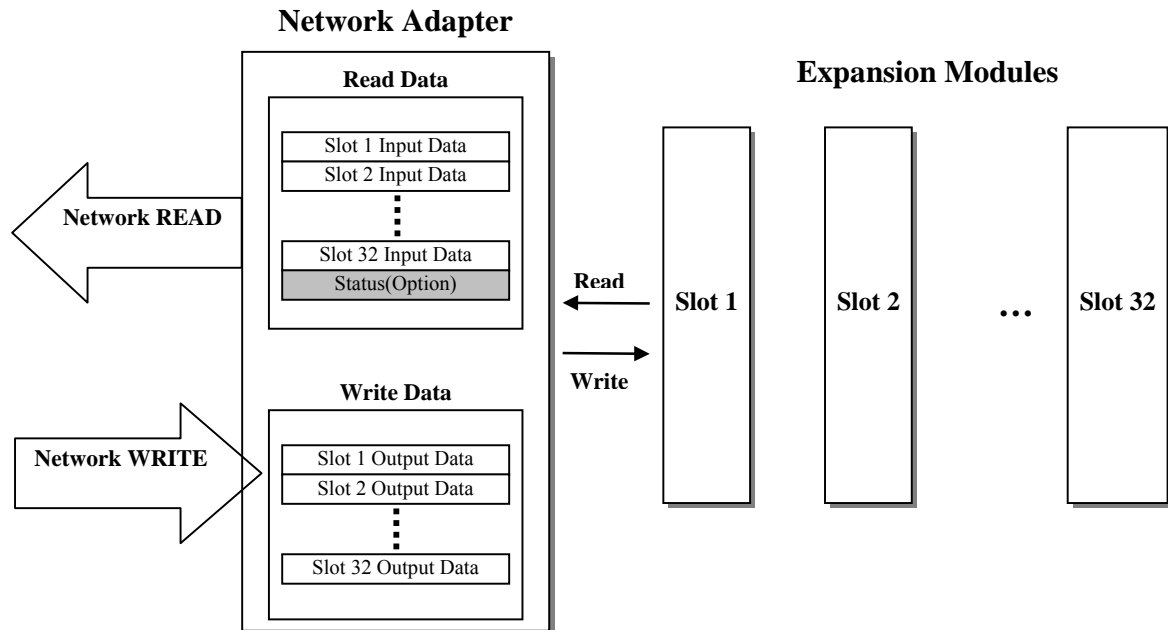 Network Adapter
Read Data
Slot 1 Input Data
Slot 2 Input Data
Slot 32 Input Data
Status(Option)
Network READ
Write Data
Slot 1 Output Data
Slot 2 Output Data
Slot 32 Output Data
Network WRITE
Read
Write
Expansion Modules
Slot 1
Slot 2
...
Slot 32